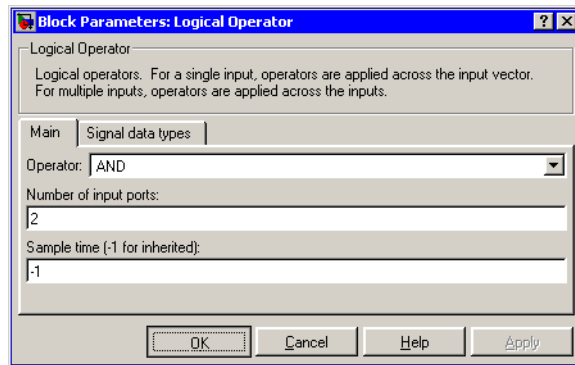 Block Parameters: Logical Operator
Logical Operator
Logical operators. For a single input, operators are applied across the input vector.
For multiple inputs, operators are applied across the inputs.
Main Signal data types
Operator: AND
Number of input ports:
2
Sample time (-1 for inherited):
-1
OK Cancel Help Apply